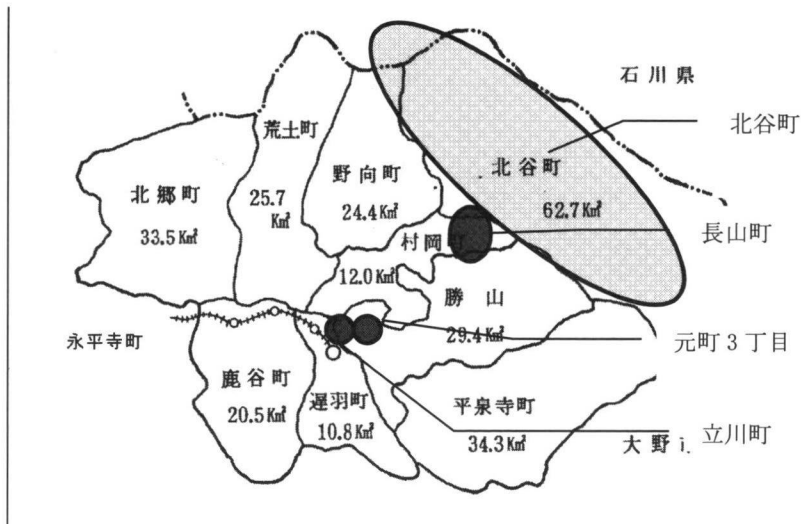 石川県
北谷町
荒土町
北谷町
野向町
北郷町
25.7
K㎡
24.4K㎡
62.7K㎡
33.5K㎡
長山町
村岡
12.0K㎡
勝山
29.4K㎡
永平寺町
元町3丁目
鹿谷町
遅羽町
平泉寺町
20.5K㎡
10.8K㎡
34.3K㎡
大野
立川町